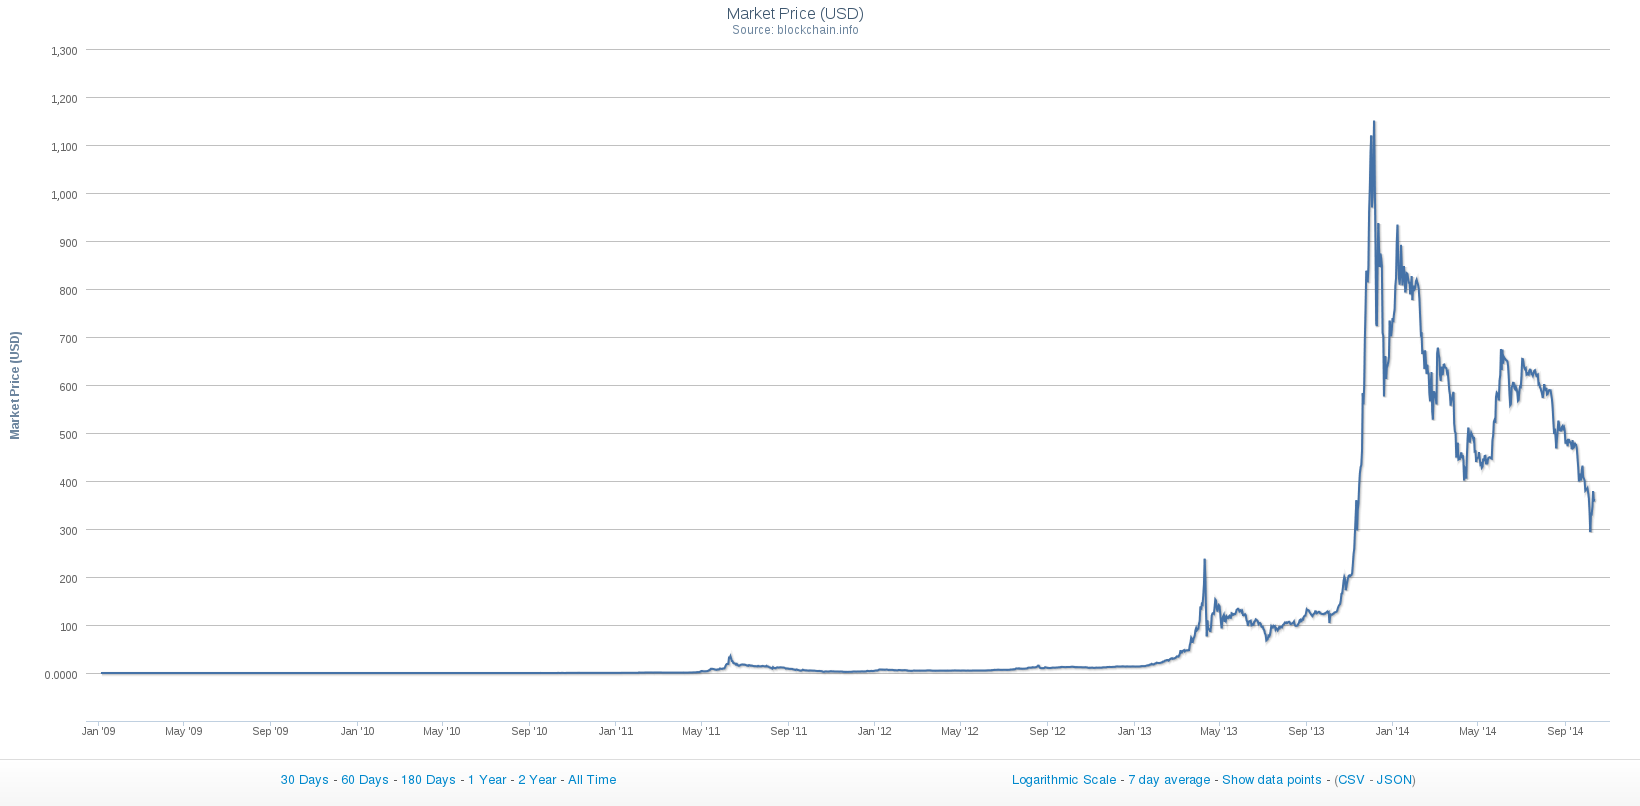 Market Price (USD)
Source: blockchain.info
1,300
1,200
1,100
1,000
900
800
700
600
500
400
300
200
100
0.0000
Market Price (USD)
Jan '09 May '09 Sep '09 Jan '10 May '10 Sep '10 Jan '11 May '11 Sep '11 Jan '12 May '12 Sep '12 Jan '13 May '13 Sep '13 Jan '14 May '14 Sep '14
30 Days - 60 Days - 180 Days - 1 Year - 2 Year - All Time
Logarithmic Scale - 7 day average - Show data points - (CSV - JSON)